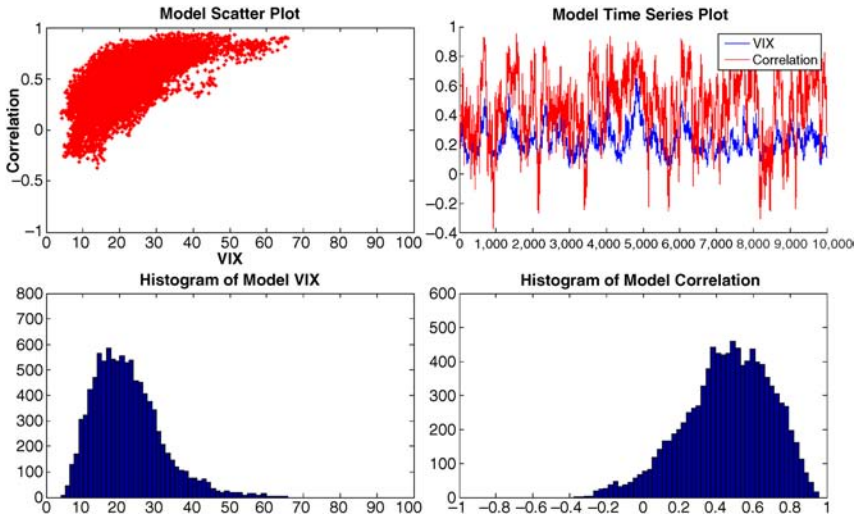 Model Scatter Plot
1
0.5
0
−0.5
−1
Correlation
0 10 20 30 40 50 60 70 80 90 100
VIX
Model Time Series Plot
1
0.8
0.6
0.4
0.2
0
−0.2
−0.4
VIX
Correlation
0 1,000 2,000 3,000 4,000 5,000 6,000 7,000 8,000 9,000 10,000
Histogram of Model VIX
800
700
600
500
400
300
200
100
0
0 10 20 30 40 50 60 70 80 90 100
Histogram of Model Correlation
600
500
400
300
200
100
0
−1 −0.8 −0.6 −0.4 −0.2 0 0.2 0.4 0.6 0.8 1